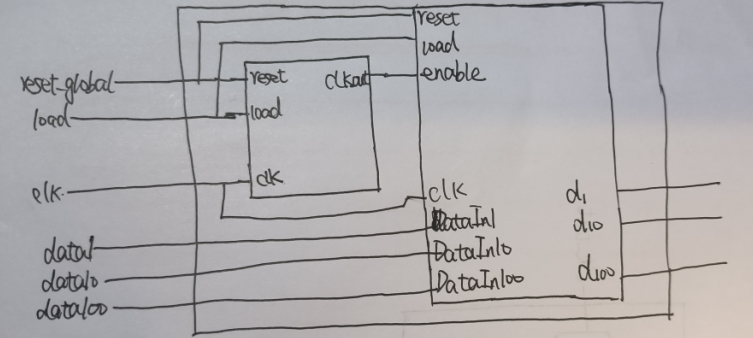 reset
load
reset-global
reset
clkout
enable
load
load
clk
clk
clk
d1
data1
DataIn1
d10
data10
DataIn10
d100
data100
DataIn100